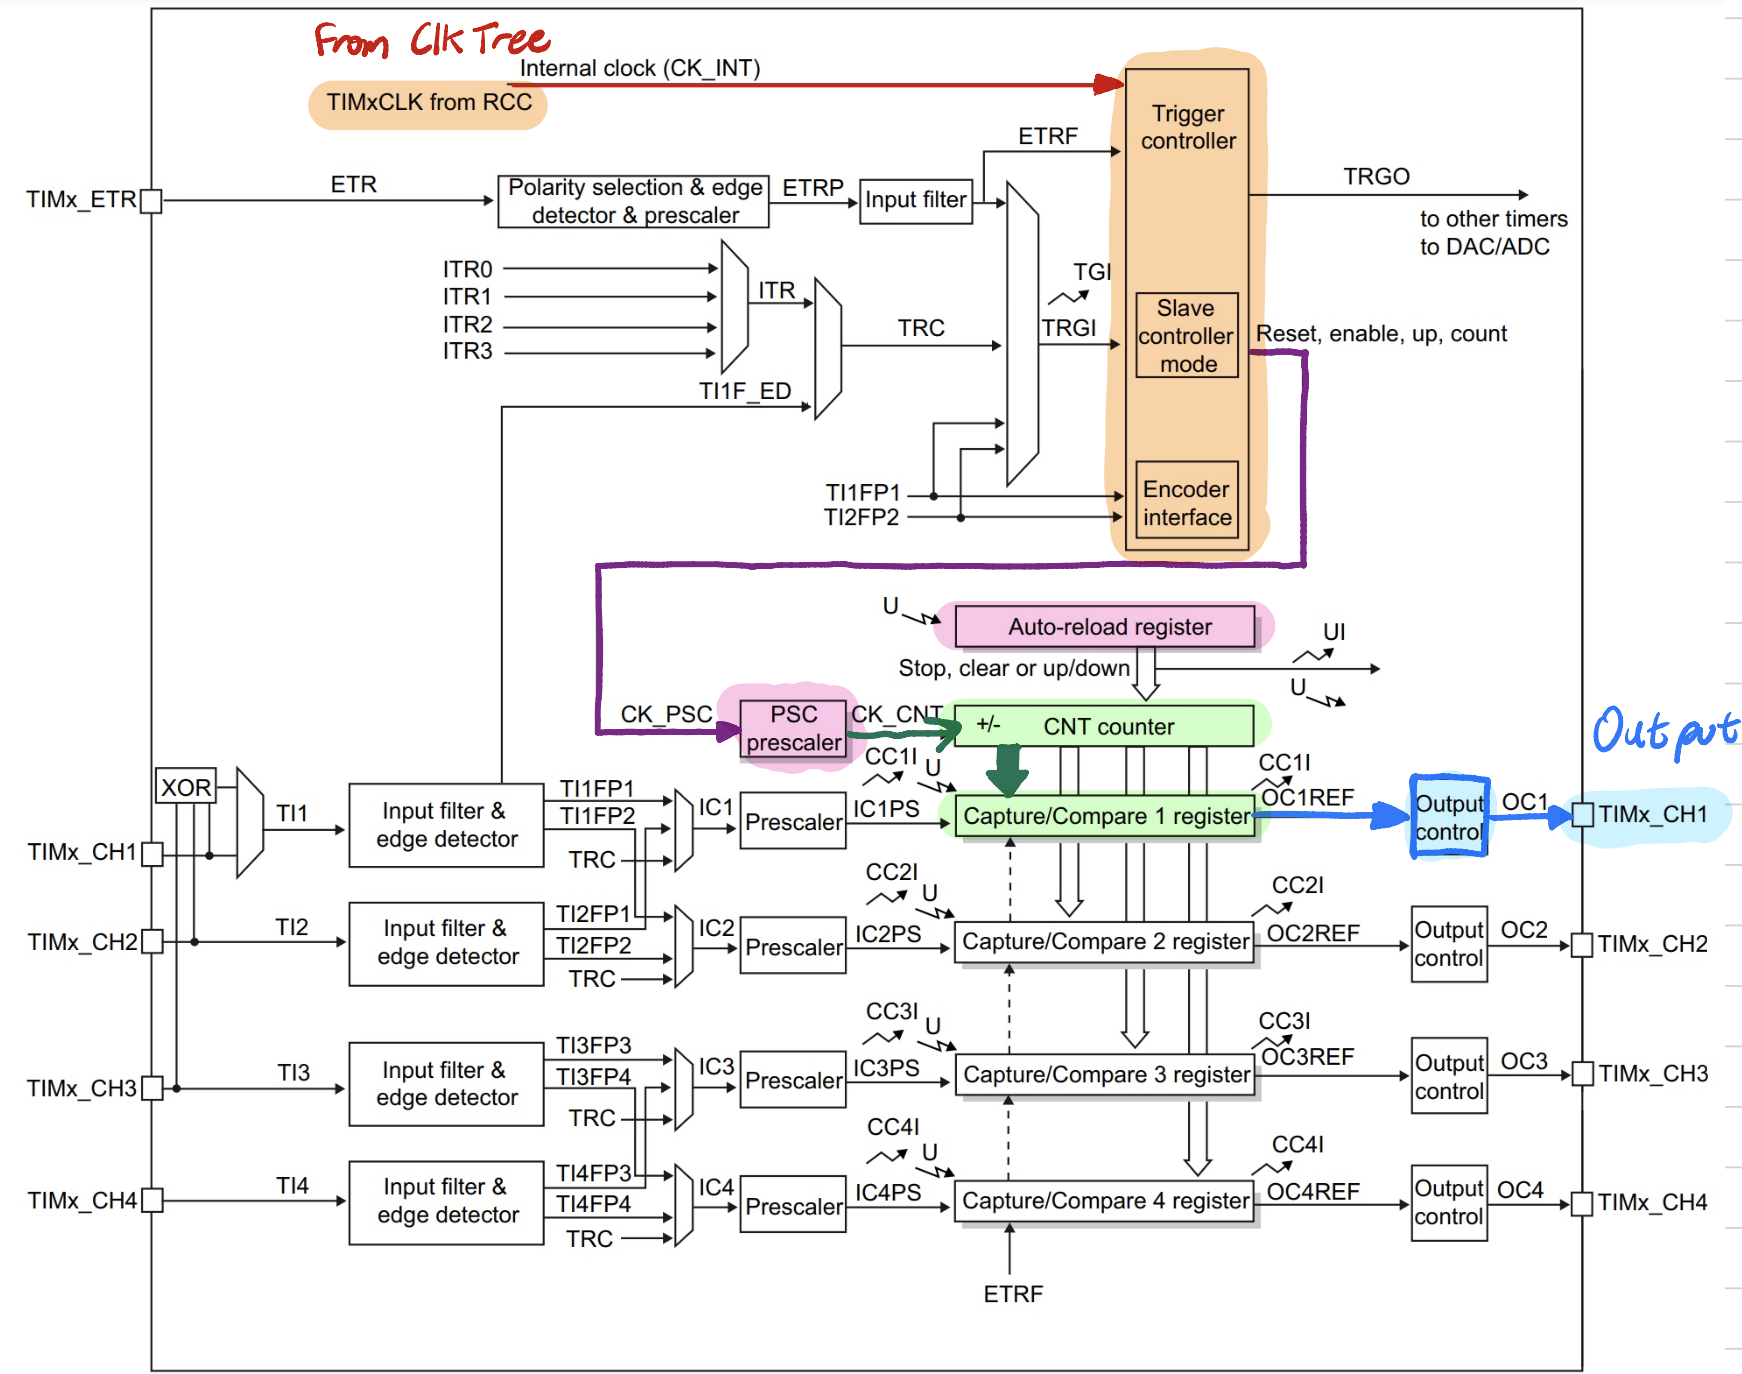 From Clk Tree
Internal clock (CK_INT)
TIMxCLK from RCC
Trigger
controller
ETRF
TIMx_ETR
ETR
Polarity selection & edge
detector & prescaler
ETRP
Input filter
TRGO
to other timers
to DAC/ADC
ITR0
ITR1
ITR2
ITR3
ITR
TGI
TRC
TRGI
Slave
controller
mode
Reset, enable, up, count
TI1F_ED
TI1FP1
TI2FP2
Encoder
interface
U
Auto-reload register
UI
Stop, clear or up/down
U
CK_PSC
PSC
prescaler
CK_CNT
+/-
CNT counter
Output
XOR
TI1
Input filter &
edge detector
TI1FP1
TI1FP2
TRC
IC1
Prescaler
CC1I
U
IC1PS
Capture/Compare 1 register
CC1I
OC1REF
Output
control
OC1
TIMx_CH1
TIMx_CH1
TIMx_CH2
TI2
Input filter &
edge detector
TI2FP1
TI2FP2
TRC
IC2
Prescaler
CC2I
U
IC2PS
Capture/Compare 2 register
CC2I
OC2REF
Output
control
OC2
TIMx_CH2
TIMx_CH3
TI3
Input filter &
edge detector
TI3FP3
TI3FP4
TRC
IC3
Prescaler
CC3I
U
IC3PS
Capture/Compare 3 register
CC3I
OC3REF
Output
control
OC3
TIMx_CH3
TIMx_CH4
TI4
Input filter &
edge detector
TI4FP3
TI4FP4
TRC
IC4
Prescaler
CC4I
U
IC4PS
Capture/Compare 4 register
CC4I
OC4REF
Output
control
OC4
TIMx_CH4
ETRF